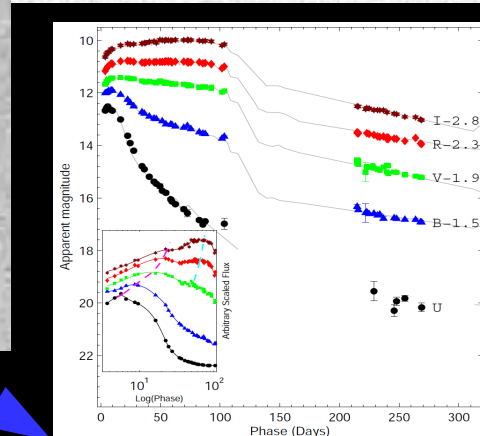 10
12
14
16
18
20
22
Apparent magnitude
I-2.8
R-2.3
V-1.9
B-1.5
U
Arbitrary Scaled Flux
10¹ 10²
Log(Phase)
0 50 100 150 200 250 300
Phase (Days)